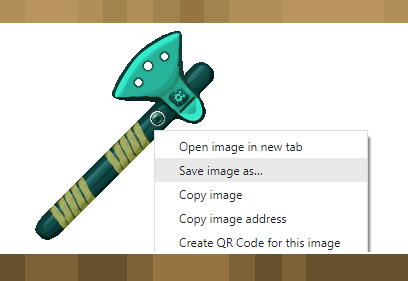 Open image in new tab
Save image as...
Copy image
Copy image address
Create QR Code for this image